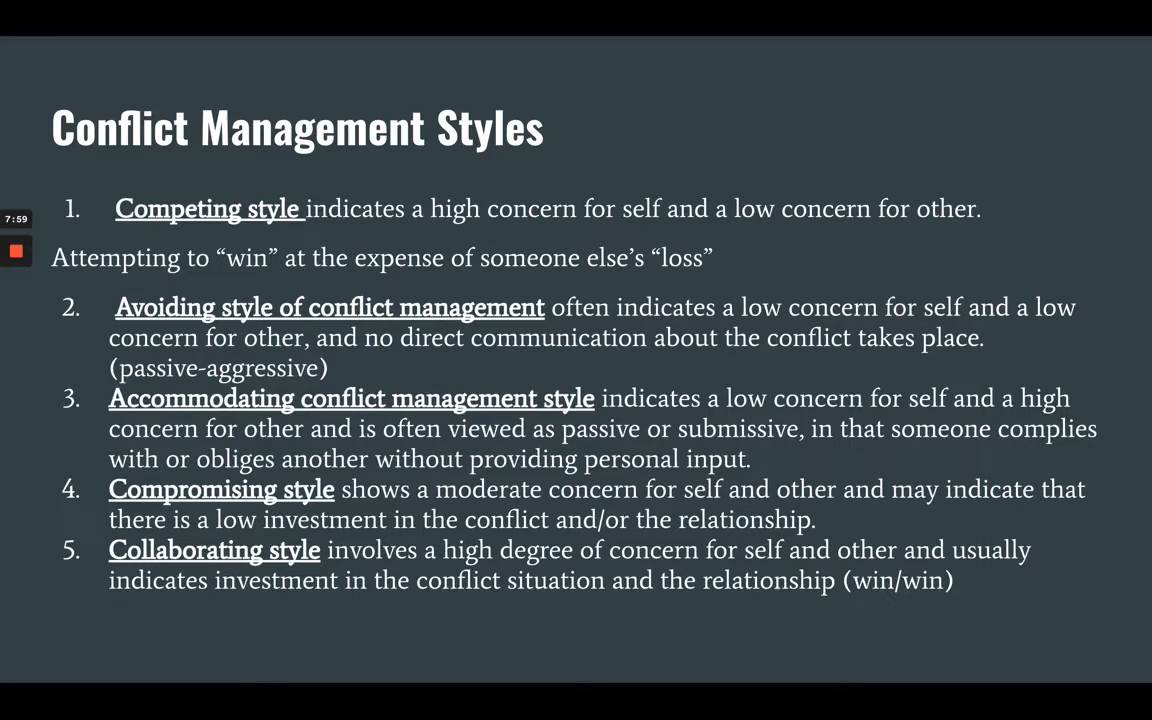 Conflict Management Styles
1. Competing style indicates a high concern for self and a low concern for other.
7:59
Attempting to “win” at the expense of someone else’s “loss”
2. Avoiding style of conflict management often indicates a low concern for self and a low
concern for other, and no direct communication about the conflict takes place.
(passive-aggressive)
3. Accommodating conflict management style indicates a low concern for self and a high
concern for other and is often viewed as passive or submissive, in that someone complies
with or obliges another without providing personal input.
4. Compromising style shows a moderate concern for self and other and may indicate that
there is a low investment in the conflict and/or the relationship.
5. Collaborating style involves a high degree of concern for self and other and usually
indicates investment in the conflict situation and the relationship (win/win)